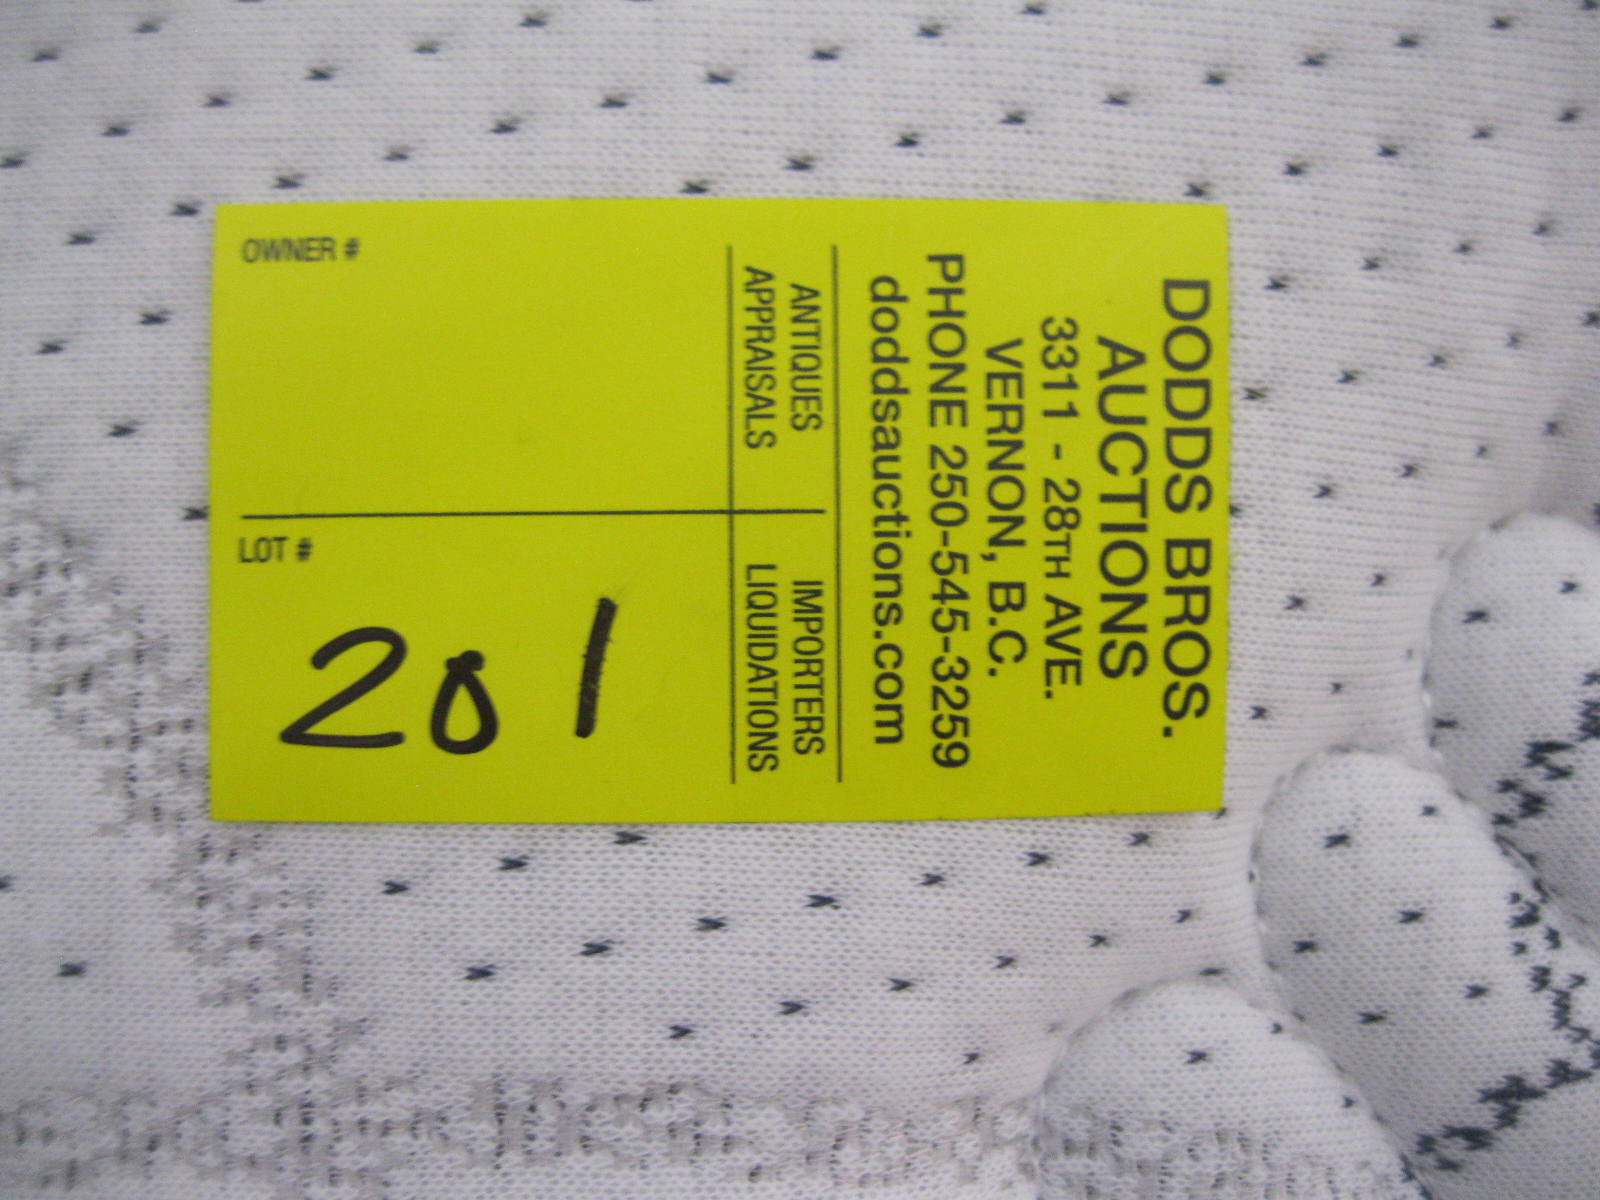 DODDS BROS.
AUCTIONS
3311 - 28TH AVE.
VERNON, B.C.
PHONE 250-545-3259
doddsauctions.com
ANTIQUES IMPORTERS
APPRAISALS LIQUIDATIONS
OWNER #
LOT #
201